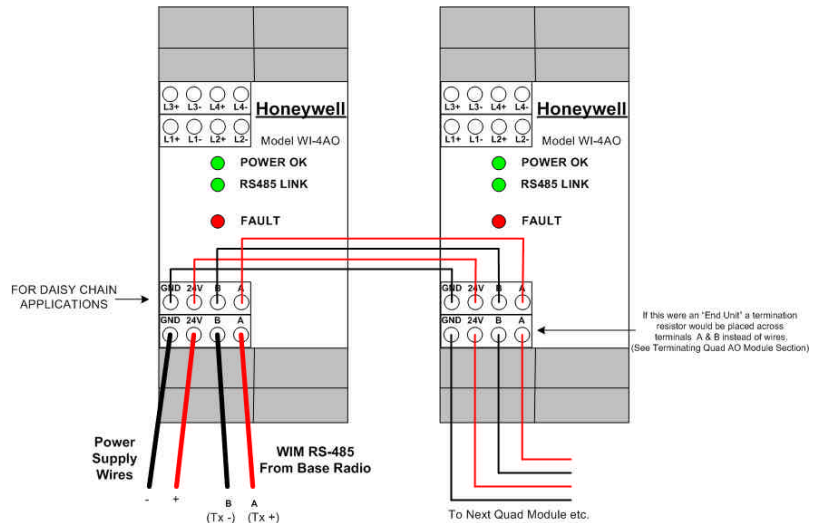 L3+ L3- L4+ L4-
Honeywell
L1+ L1- L2+ L2-
Model WI-4AO
POWER OK
RS485 LINK
FAULT
L3+ L3- L4+ L4-
Honeywell
L1+ L1- L2+ L2-
Model WI-4AO
POWER OK
RS485 LINK
FAULT
FOR DAISY CHAIN
APPLICATIONS
GND 24V B A
GND 24V B A
GND 24V B A
GND 24V B A
If this were an "End Unit" a termination
resistor would be placed across
terminals A & B instead of wires.
(See Terminating Quad AO Module Section)
Power
Supply
Wires
- +
WIM RS-485
From Base Radio
B A
(Tx -) (Tx +)
To Next Quad Module etc.